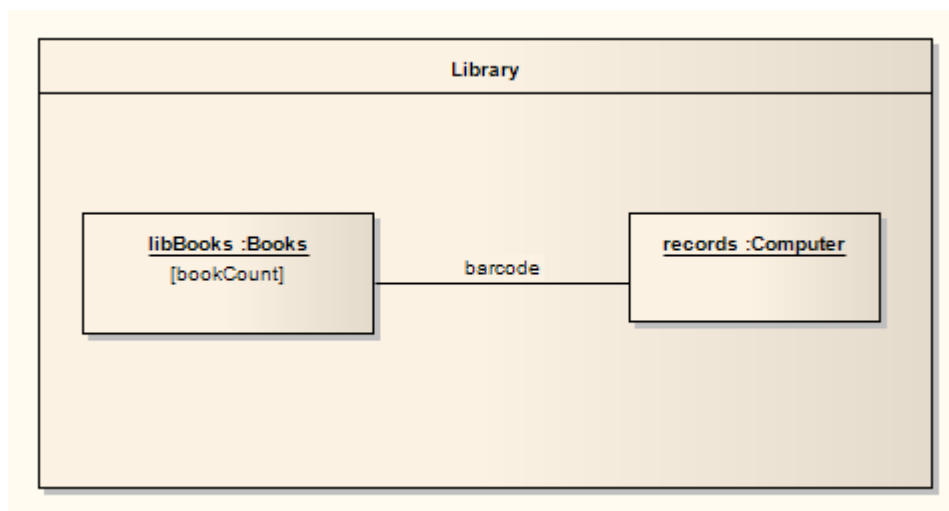 Library
libBooks :Books
[bookCount]
barcode
records :Computer